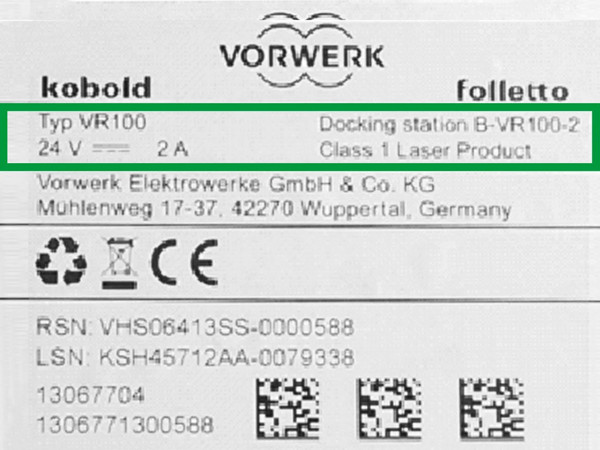 VORWERK
kobold folletto
Typ VR100 Docking station B-VR100-2
24 V ⎓ 2 A Class 1 Laser Product
Vorwerk Elektrowerke GmbH & Co. KG
Mühlenweg 17-37, 42270 Wuppertal, Germany
CE
RSN: VHS06413SS-0000588
LSN: KSH45712AA-0079338
13067704
1306771300588